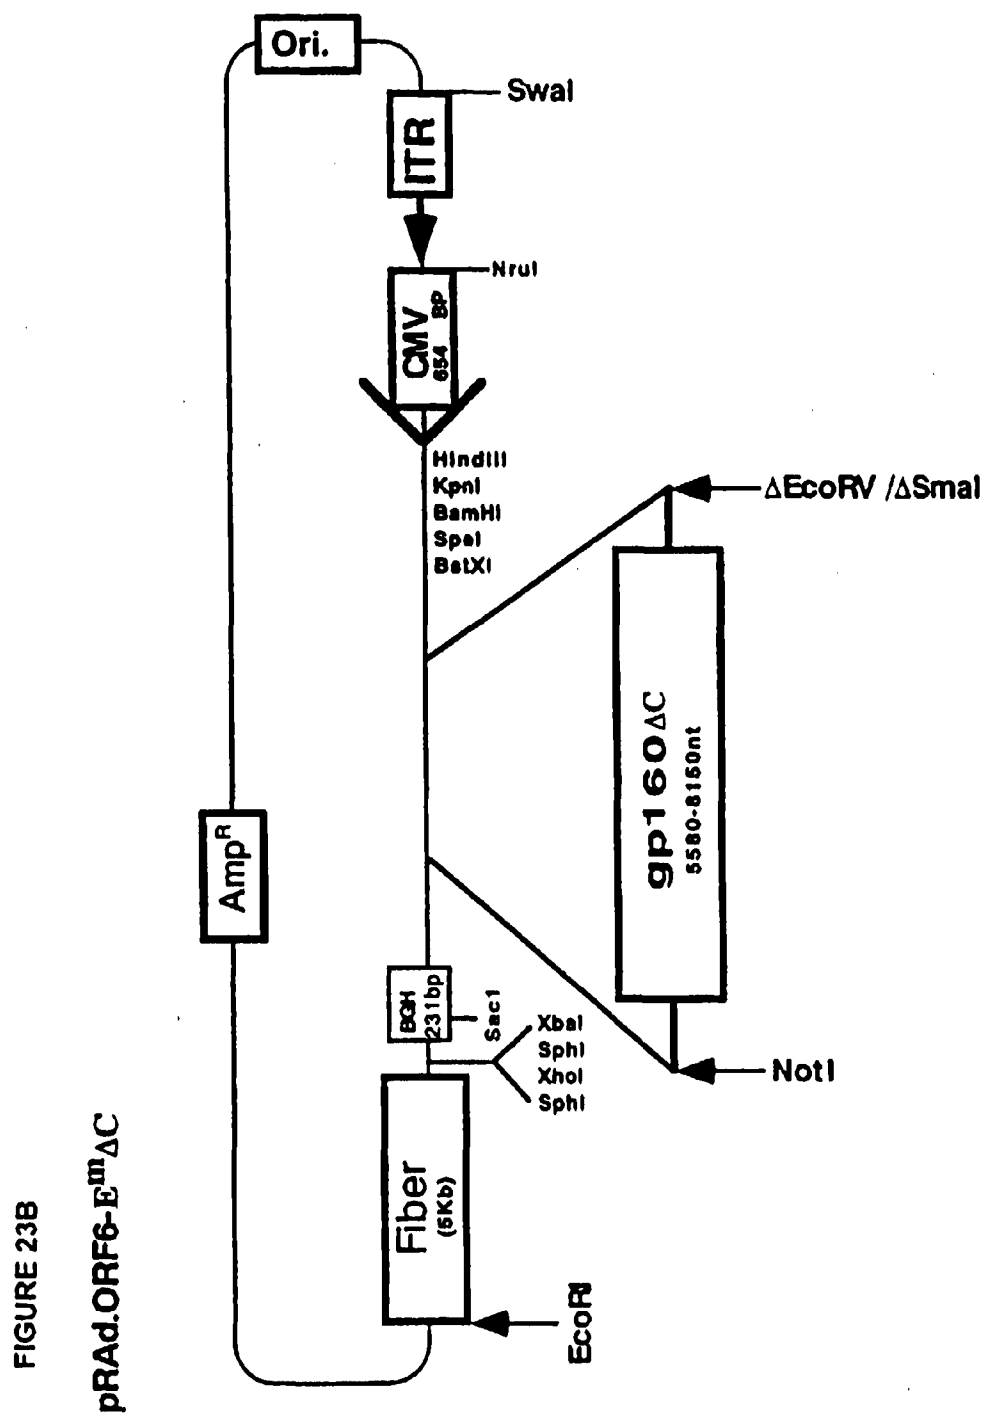 FIGURE 23B
pRAd.ORF6-EᵐΔC
Ori.
SwaI
ITR
NruI
CMV
654 BP
HindIII
KpnI
BamHI
SpeI
BstXI
ΔEcoRV /ΔSmaI
gp160ΔC
5580-8150nt
Ampᴿ
BGH
231bp
Sac1
XbaI
SphI
XhoI
SphI
NotI
Fiber
(5Kb)
EcoRI